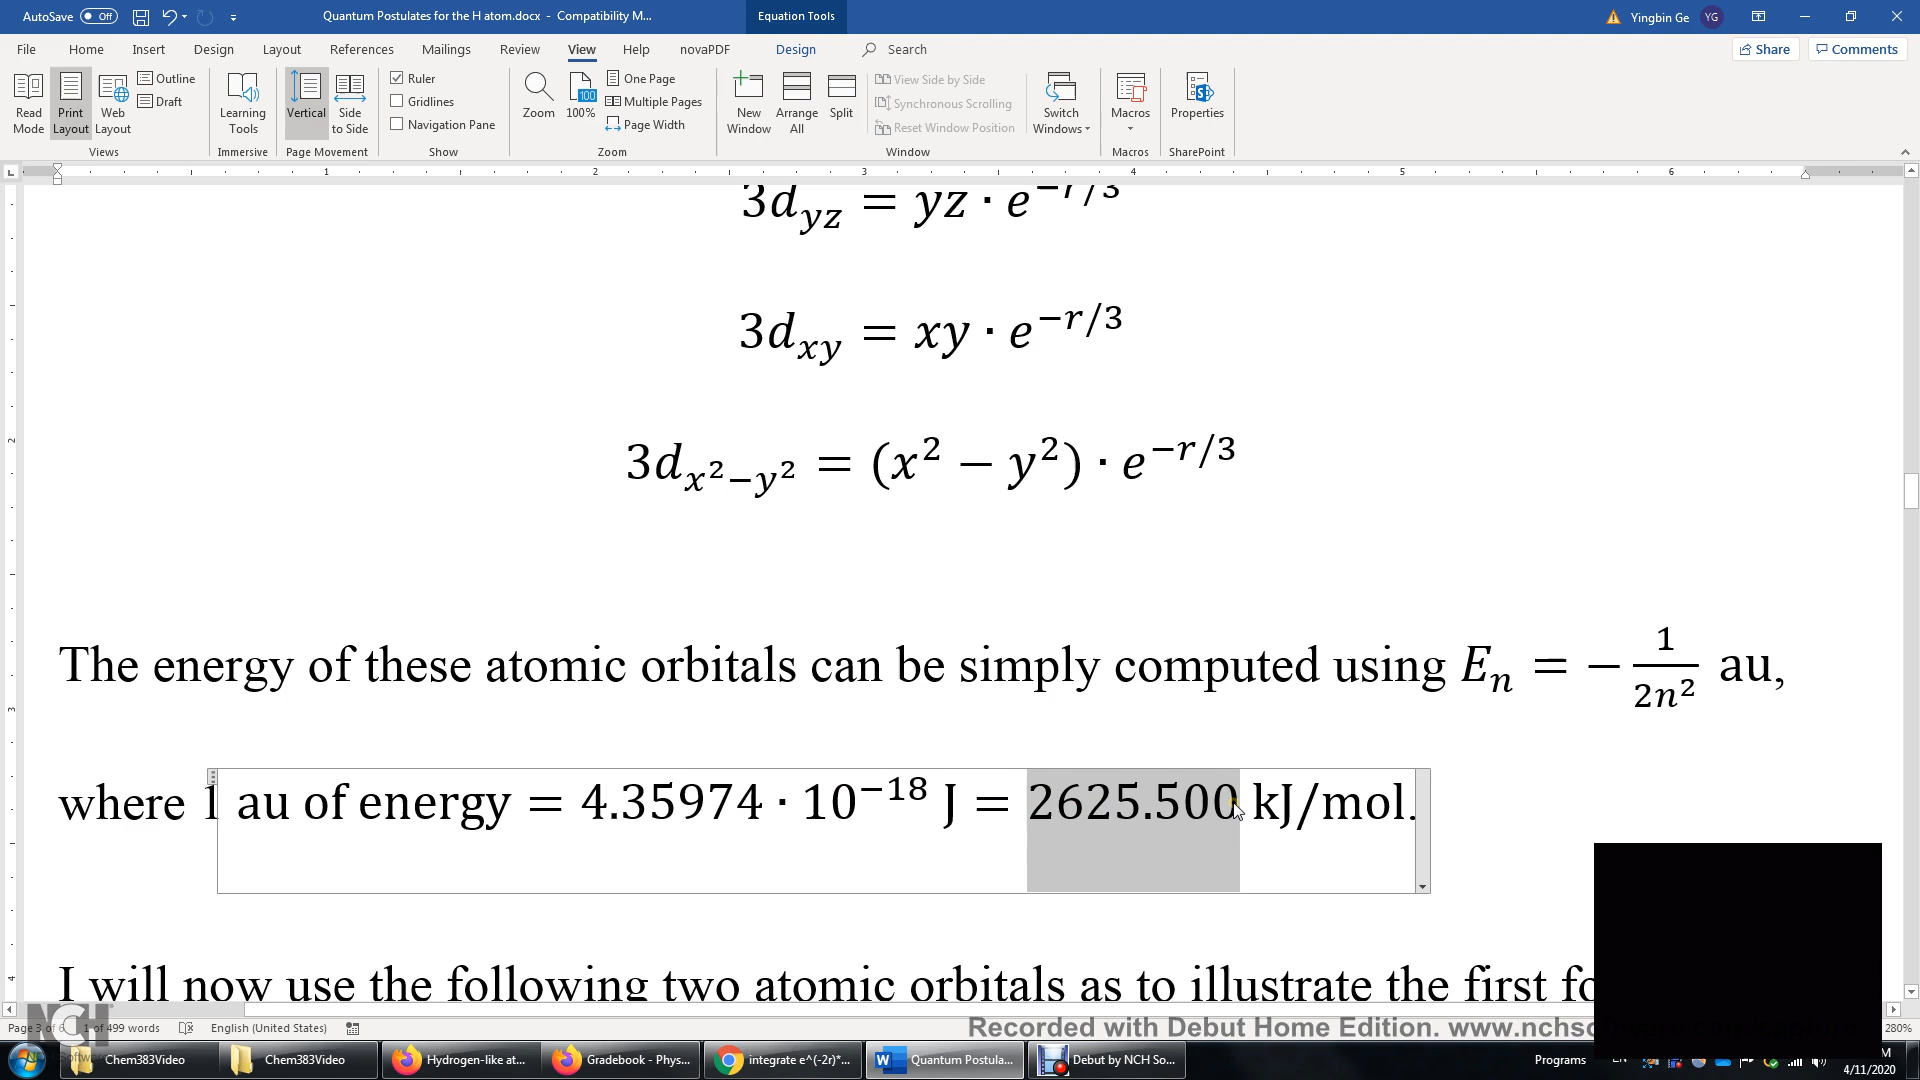 AutoSave Off Quantum Postulates for the H atom.docx - Compatibility M... Equation Tools Yingbin Ge YG
File Home Insert Design Layout References Mailings Review View Help novaPDF Design Search Share Comments
Read Mode Print Layout Web Layout Outline Draft Learning Tools Vertical Side to Side Ruler Gridlines Navigation Pane Zoom 100 100% One Page Multiple Pages Page Width New Window Arrange All Split View Side by Side Synchronous Scrolling Reset Window Position Switch Windows Macros Properties
Views Immersive Page Movement Show Zoom Window Macros SharePoint
1 2 3 4 5 6
3d_{yz} = yz · e^{−r/3}
3d_{xy} = xy · e^{−r/3}
3d_{x²−y²} = (x² − y²) · e^{−r/3}
The energy of these atomic orbitals can be simply computed using E_n = − 1/(2n²) au,
where 1 au of energy = 4.35974 · 10^{−18} J = 2625.500 kJ/mol.
I will now use the following two atomic orbitals as to illustrate the first fo
Page 3 of 6 1 of 499 words English (United States) 280%
NCH
Recorded with Debut Home Edition. www.nchso
Chem383Video Chem383Video Hydrogen-like at... Gradebook - Phys... integrate e^(-2r)*... Quantum Postula... Debut by NCH So... Programs
4/11/2020